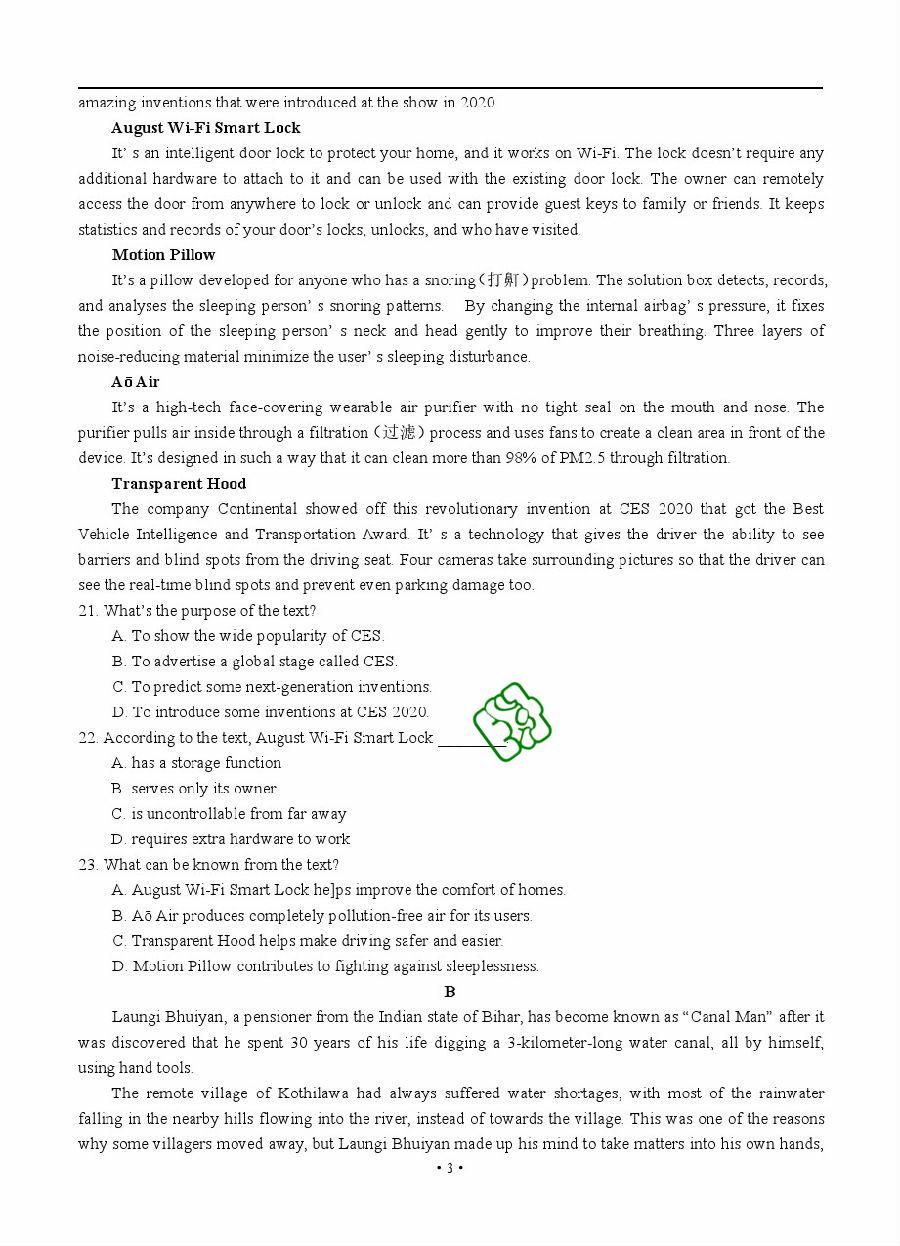 amazing inventions that were introduced at the show in 2020
August Wi-Fi Smart Lock
It' s an intelligent door lock to protect your home, and it works on Wi-Fi. The lock doesn't require any
additional hardware to attach to it and can be used with the existing door lock. The owner can remotely
access the door from anywhere to lock or unlock and can provide guest keys to family or friends. It keeps
statistics and records of your door's locks, unlocks, and who have visited.
Motion Pillow
It's a pillow developed for anyone who has a snoring(打鼾)problem. The solution box detects, records,
and analyses the sleeping person' s snoring patterns. By changing the internal airbag' s pressure, it fixes
the position of the sleeping person' s neck and head gently to improve their breathing. Three layers of
noise-reducing material minimize the user' s sleeping disturbance.
Aō Air
It's a high-tech face-covering wearable air purifier with no tight seal on the mouth and nose. The
purifier pulls air inside through a filtration (过滤) process and uses fans to create a clean area in front of the
device. It's designed in such a way that it can clean more than 98% of PM2.5 through filtration.
Transparent Hood
The company Continental showed off this revolutionary invention at CES 2020 that got the Best
Vehicle Intelligence and Transportation Award. It' s a technology that gives the driver the ability to see
barriers and blind spots from the driving seat. Four cameras take surrounding pictures so that the driver can
see the real-time blind spots and prevent even parking damage too.
21. What's the purpose of the text?
A. To show the wide popularity of CES.
B. To advertise a global stage called CES.
C. To predict some next-generation inventions.
D. To introduce some inventions at CES 2020.
22. According to the text, August Wi-Fi Smart Lock ________.
A. has a storage function
B. serves only its owner
C. is uncontrollable from far away
D. requires extra hardware to work
23. What can be known from the text?
A. August Wi-Fi Smart Lock he]ps improve the comfort of homes.
B. Aō Air produces completely pollution-free air for its users.
C. Transparent Hood helps make driving safer and easier.
D. Motion Pillow contributes to fighting against sleeplessness.
B
Laungi Bhuiyan, a pensioner from the Indian state of Bihar, has become known as “Canal Man” after it
was discovered that he spent 30 years of his life digging a 3-kilometer-long water canal, all by himself,
using hand tools.
The remote village of Kothilawa had always suffered water shortages, with most of the rainwater
falling in the nearby hills flowing into the river, instead of towards the village. This was one of the reasons
why some villagers moved away, but Laungi Bhuiyan made up his mind to take matters into his own hands,
• 3 •